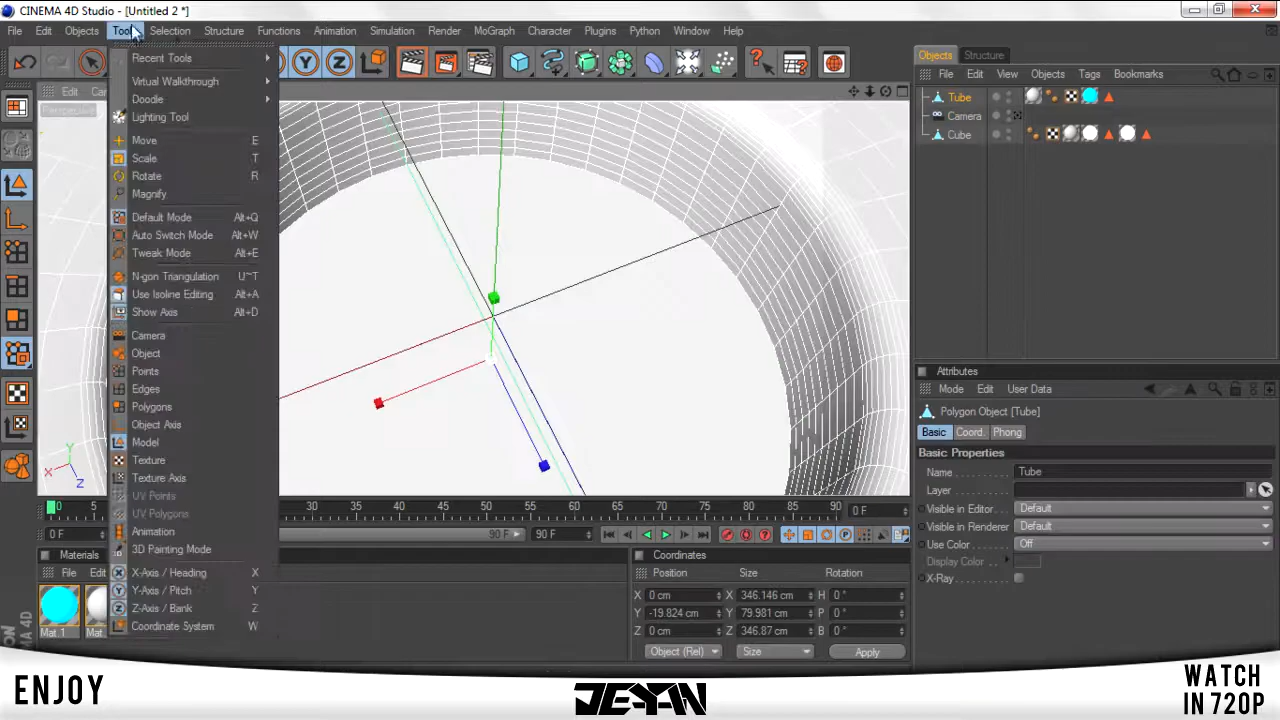 CINEMA 4D Studio - [Untitled 2 *]
File Edit Objects Tools Selection Structure Functions Animation Simulation Render MoGraph Character Plugins Python Window Help
Recent Tools
Virtual Walkthrough
Doodle
Lighting Tool
Move E
Scale T
Rotate R
Magnify
Default Mode Alt+Q
Auto Switch Mode Alt+W
Tweak Mode Alt+E
N-gon Triangulation U~T
Use Isoline Editing Alt+A
Show Axis Alt+D
Camera
Object
Points
Edges
Polygons
Object Axis
Model
Texture
Texture Axis
UV Points
UV Polygons
Animation
3D Painting Mode
X-Axis / Heading X
Y-Axis / Pitch Y
Z-Axis / Bank Z
Coordinate System W
Edit
Perspective
Y
X
Z
Objects Structure
File Edit View Objects Tags Bookmarks
Tube
Camera
Cube
Attributes
Mode Edit User Data
Polygon Object [Tube]
Basic Coord. Phong
Basic Properties
Name Tube
Layer
Visible in Editor Default
Visible in Renderer Default
Use Color Off
Display Color
X-Ray
0 5 30 35 40 45 50 55 60 65 70 75 80 85 90 0 F
0 F 90 F 90 F
Materials
File Edit
Mat.1 Mat
Coordinates
Position Size Rotation
X 0 cm X 346.146 cm H 0 °
Y -19.824 cm Y 79.981 cm P 0 °
Z 0 cm Z 346.87 cm B 0 °
Object (Rel) Size Apply
ENJOY
JEYAN
WATCH
IN 720P